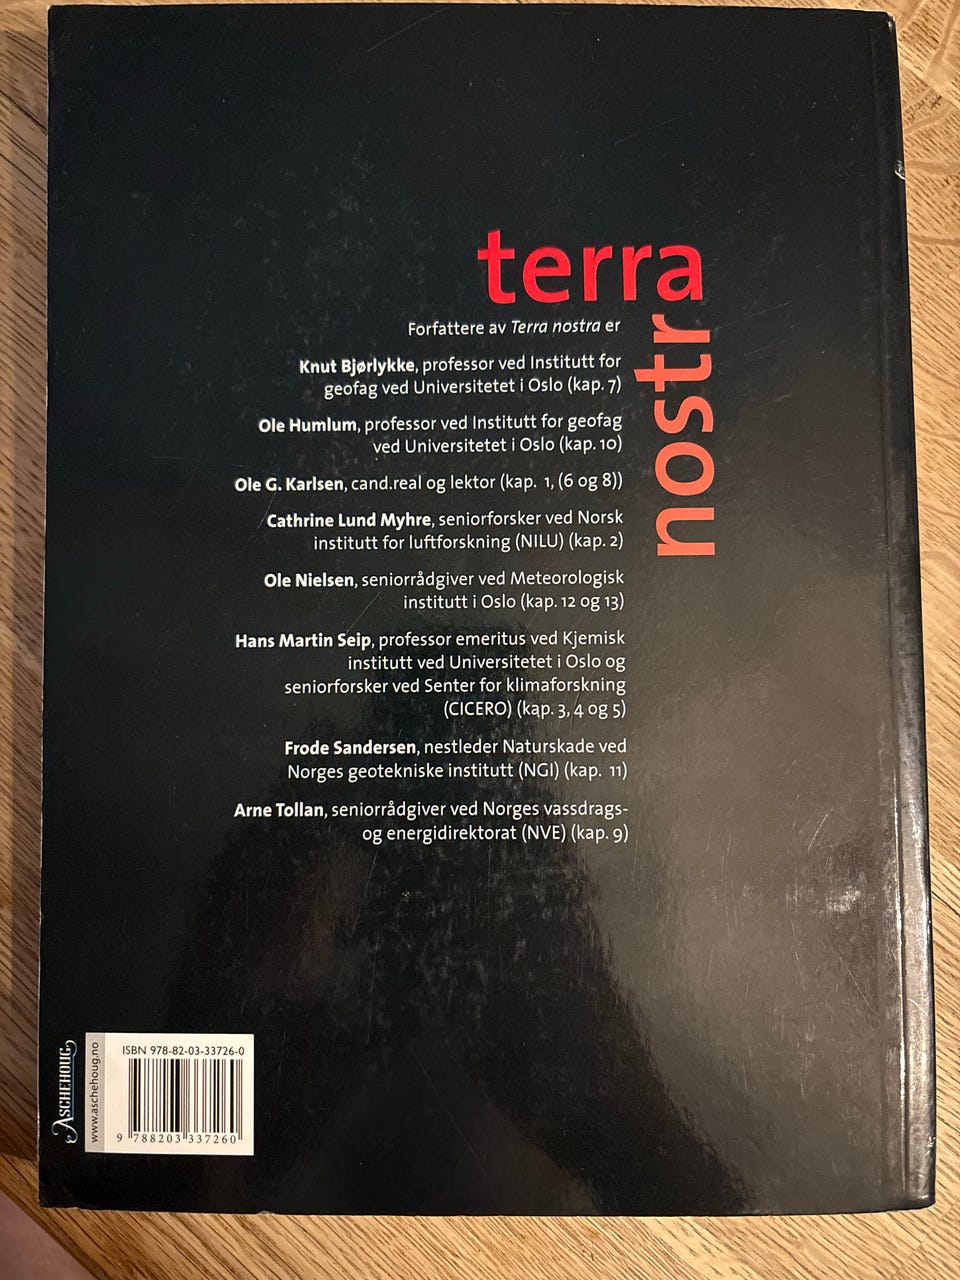 terra
nostr
Forfattere av Terra nostra er
Knut Bjørlykke, professor ved Institutt for
geofag ved Universitetet i Oslo (kap. 7)
Ole Humlum, professor ved Institutt for geofag
ved Universitetet i Oslo (kap. 10)
Ole G. Karlsen, cand.real og lektor (kap. 1, (6 og 8))
Cathrine Lund Myhre, seniorforsker ved Norsk
institutt for luftforskning (NILU) (kap. 2)
Ole Nielsen, seniorrådgiver ved Meteorologisk
institutt i Oslo (kap. 12 og 13)
Hans Martin Seip, professor emeritus ved Kjemisk
institutt ved Universitetet i Oslo og
seniorforsker ved Senter for klimaforskning
(CICERO) (kap. 3, 4 og 5)
Frode Sandersen, nestleder Naturskade ved
Norges geotekniske institutt (NGI) (kap. 11)
Arne Tollan, seniorrådgiver ved Norges vassdrags-
og energidirektorat (NVE) (kap. 9)
ASCHEHOUG
www.aschehoug.no
ISBN 978-82-03-33726-0
9 788203 337260